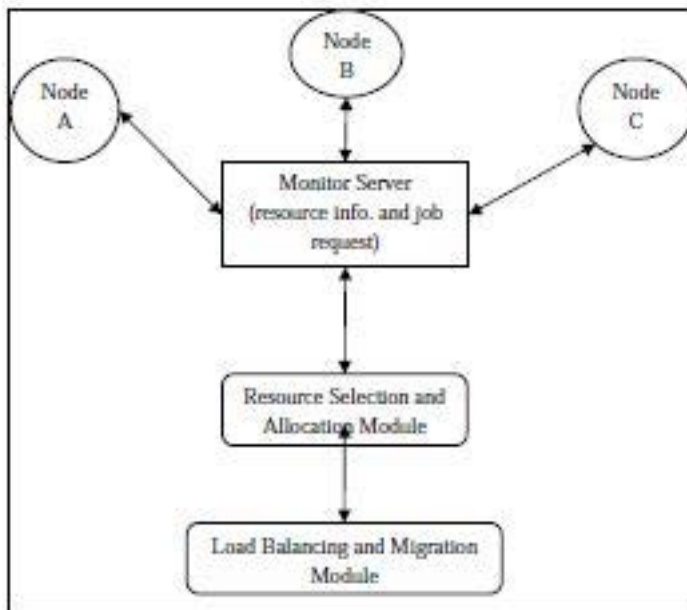 Node
B
Node
A
Node
C
Monitor Server
(resource info. and job
request)
Resource Selection and
Allocation Module
Load Balancing and Migration
Module